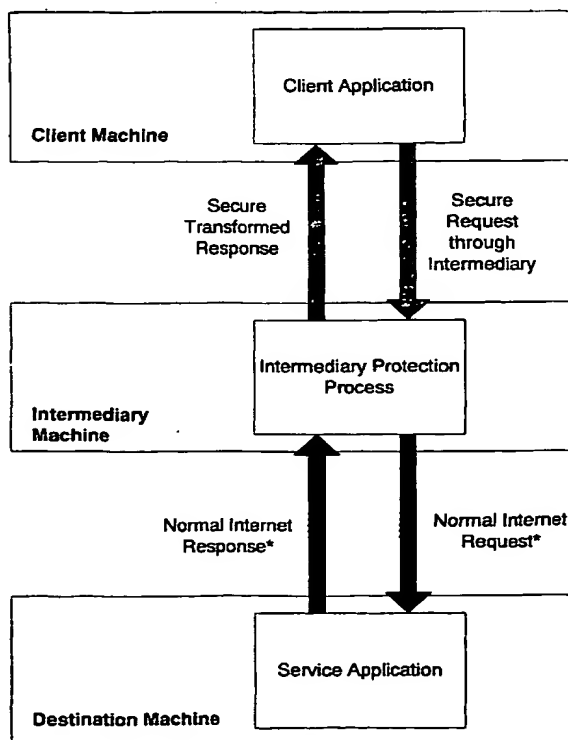 Client Application
Client Machine
Secure
Transformed
Response
Secure
Request
through
Intermediary
Intermediary Protection
Process
Intermediary
Machine
Normal Internet
Response*
Normal Internet
Request*
Service Application
Destination Machine